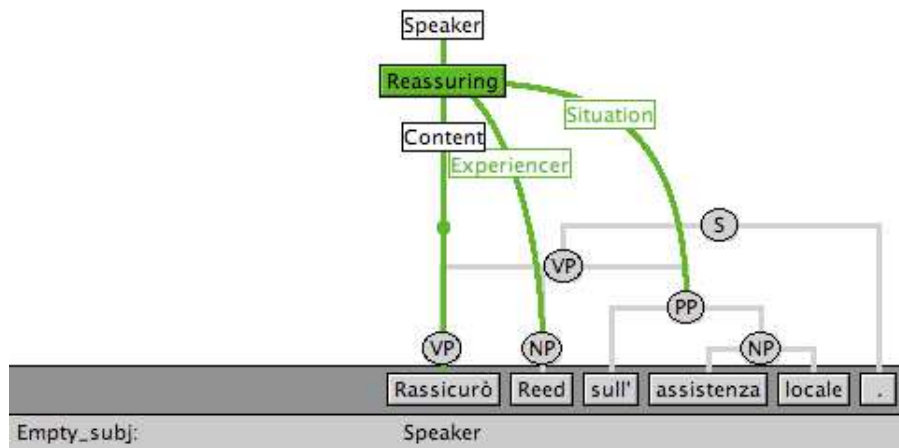 Speaker
Reassuring
Situation
Content
Experiencer
S
VP
PP
VP NP NP
Rassicurò Reed sull' assistenza locale .
Empty_subj: Speaker